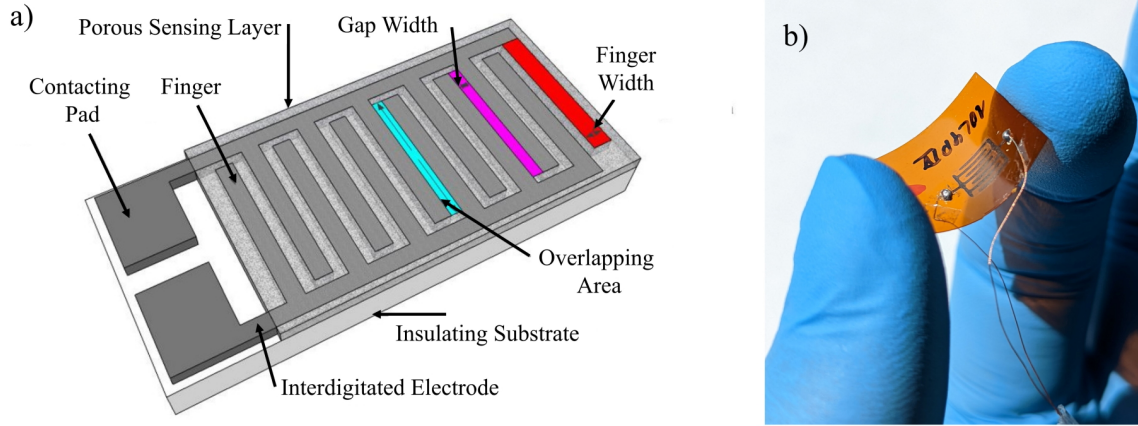 a)
Porous Sensing Layer
Gap Width
Finger
Width
Contacting
Pad
Finger
Overlapping
Area
Insulating Substrate
Interdigitated Electrode
b)